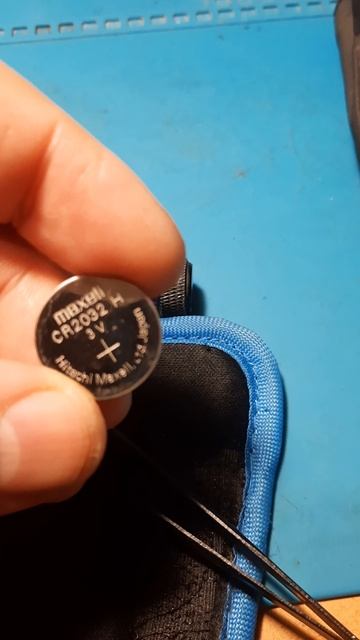 maxell
CR2032 H
3V
+
Hitachi Maxell, Ltd. Japan